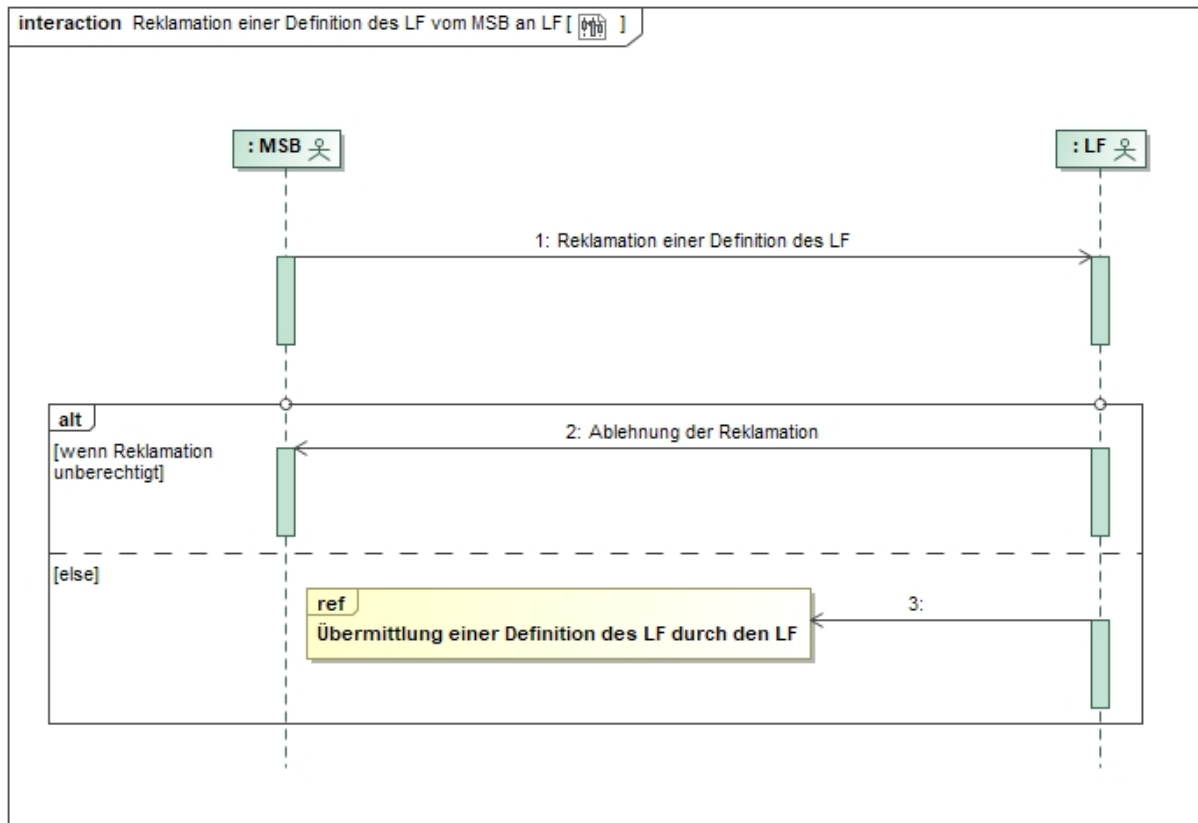 interaction Reklamation einer Definition des LF vom MSB an LF [ ]
: MSB
: LF
1: Reklamation einer Definition des LF
alt
2: Ablehnung der Reklamation
[wenn Reklamation
unberechtigt]
[else]
ref
3:
Übermittlung einer Definition des LF durch den LF